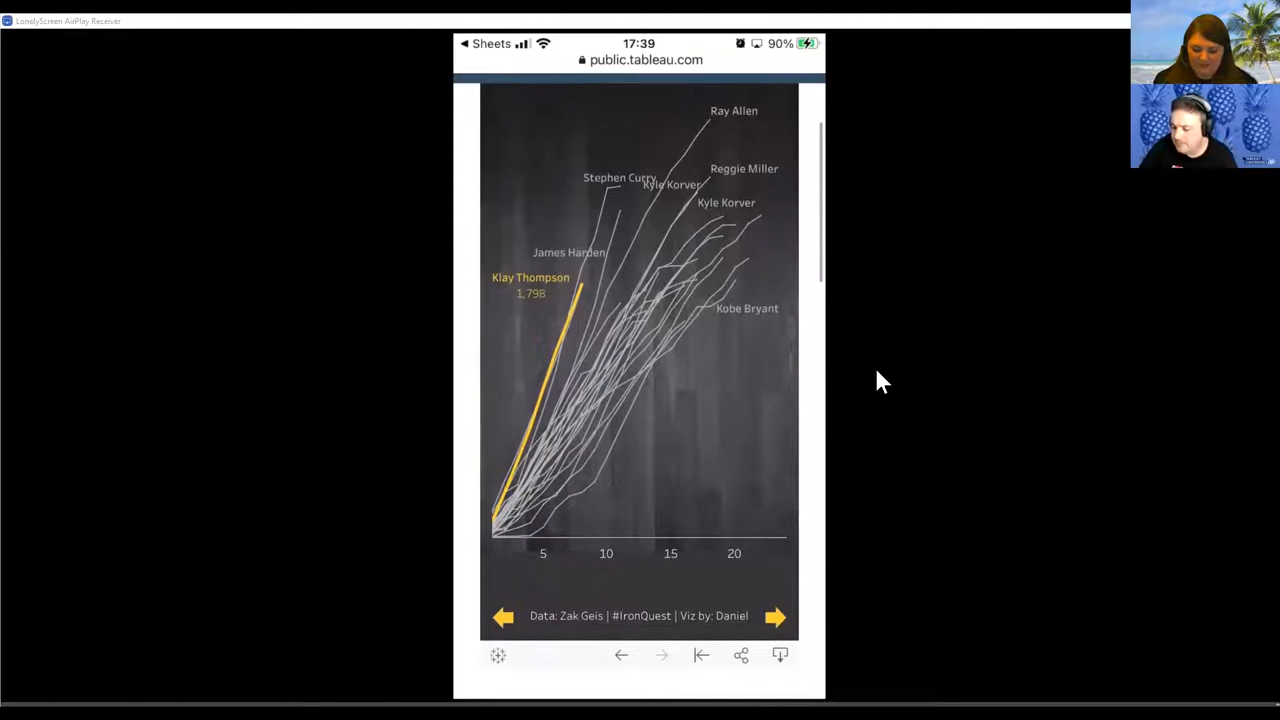 LonelyScreen AirPlay Receiver
Sheets
17:39
90%
public.tableau.com
Ray Allen
Reggie Miller
Stephen Curry
Kyle Korver
Kyle Korver
James Harden
Klay Thompson
1,798
Kobe Bryant
5 10 15 20
Data: Zak Geis | #IronQuest | Viz by: Daniel